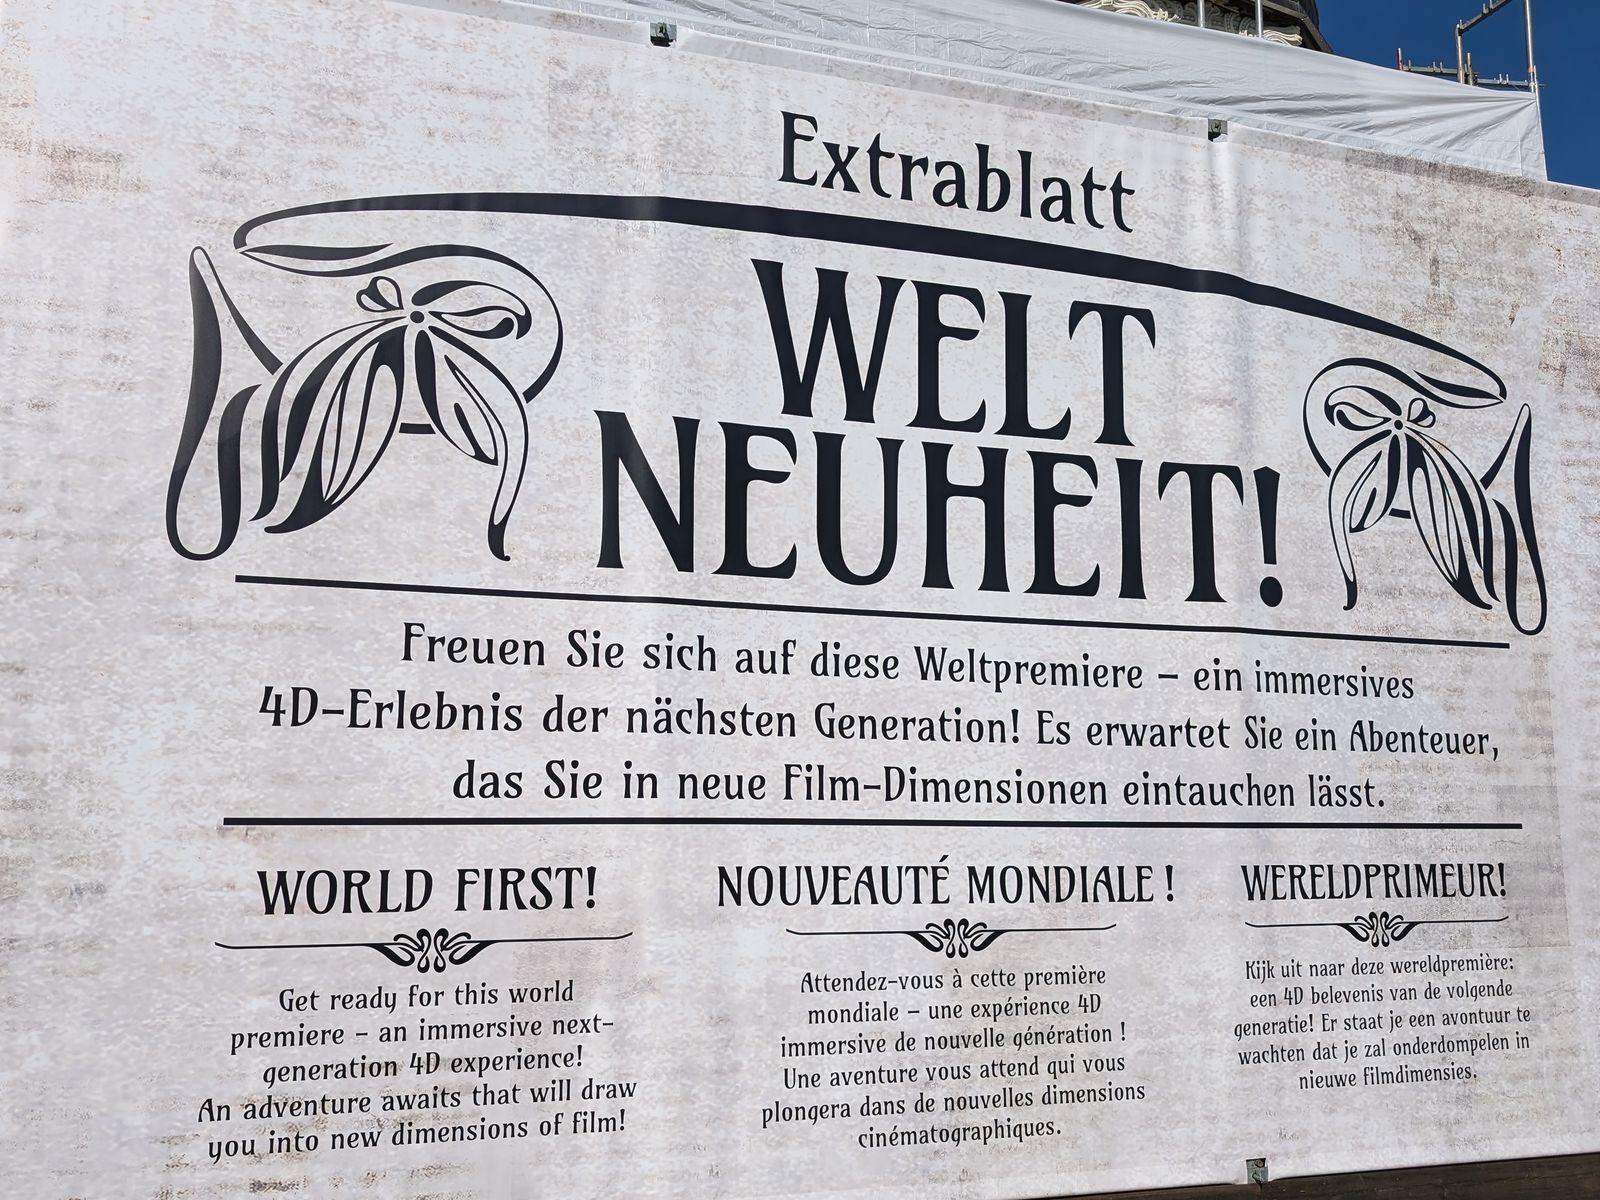 Extrablatt
WELT
NEUHEIT!
Freuen Sie sich auf diese Weltpremiere – ein immersives
4D-Erlebnis der nächsten Generation! Es erwartet Sie ein Abenteuer,
das Sie in neue Film-Dimensionen eintauchen lässt.
WORLD FIRST!
Get ready for this world
premiere – an immersive next-
generation 4D experience!
An adventure awaits that will draw
you into new dimensions of film!
NOUVEAUTÉ MONDIALE !
Attendez-vous à cette première
mondiale – une expérience 4D
immersive de nouvelle génération !
Une aventure vous attend qui vous
plongera dans de nouvelles dimensions
cinématographiques.
WERELDPRIMEUR!
Kijk uit naar deze wereldpremière:
een 4D belevenis van de volgende
generatie! Er staat je een avontuur te
wachten dat je zal onderdompelen in
nieuwe filmdimensies.